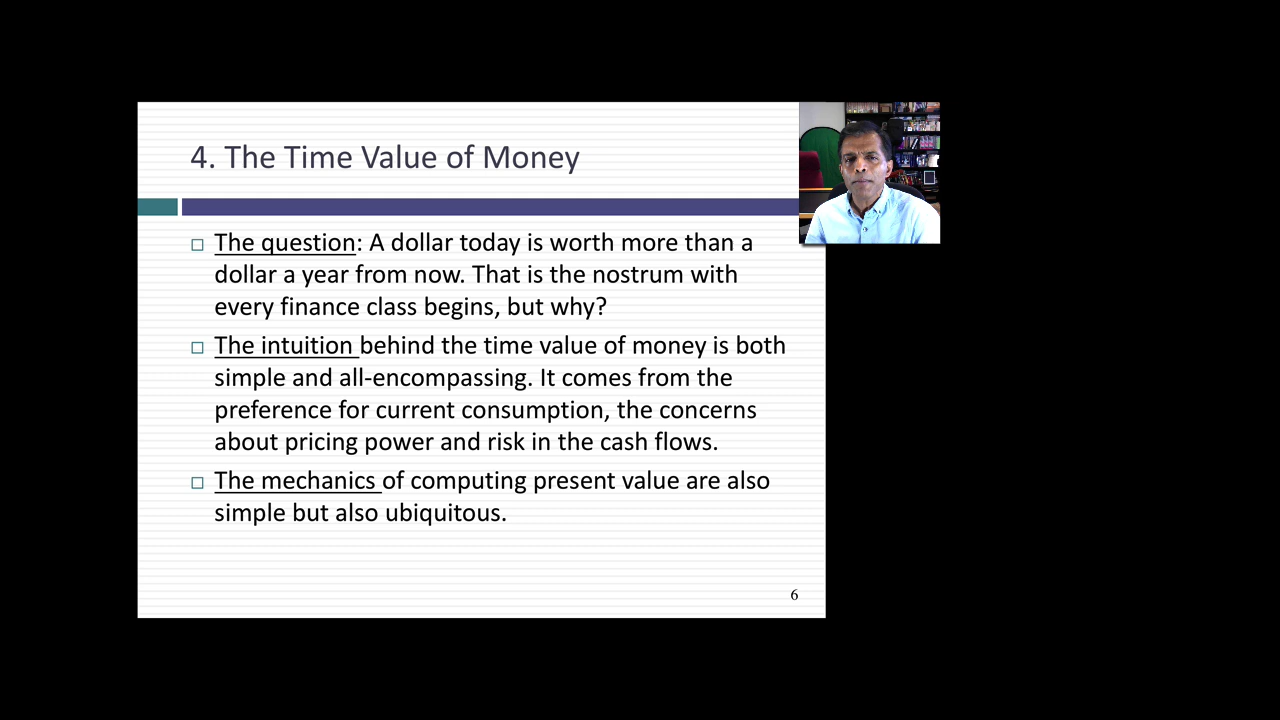 4. The Time Value of Money
The question: A dollar today is worth more than a
dollar a year from now. That is the nostrum with
every finance class begins, but why?
The intuition behind the time value of money is both
simple and all-encompassing. It comes from the
preference for current consumption, the concerns
about pricing power and risk in the cash flows.
The mechanics of computing present value are also
simple but also ubiquitous.
6